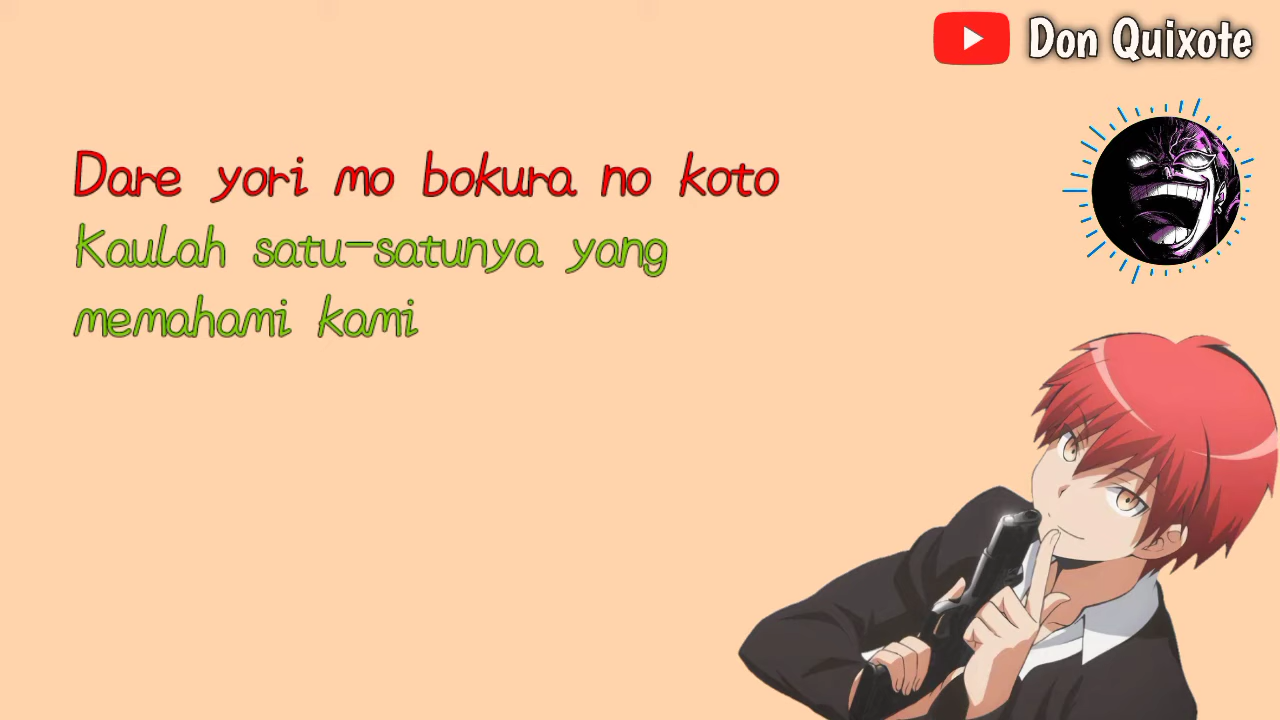 Don Quixote
Dare yori mo bokura no koto
Kaulah satu-satunya yang
memahami kami